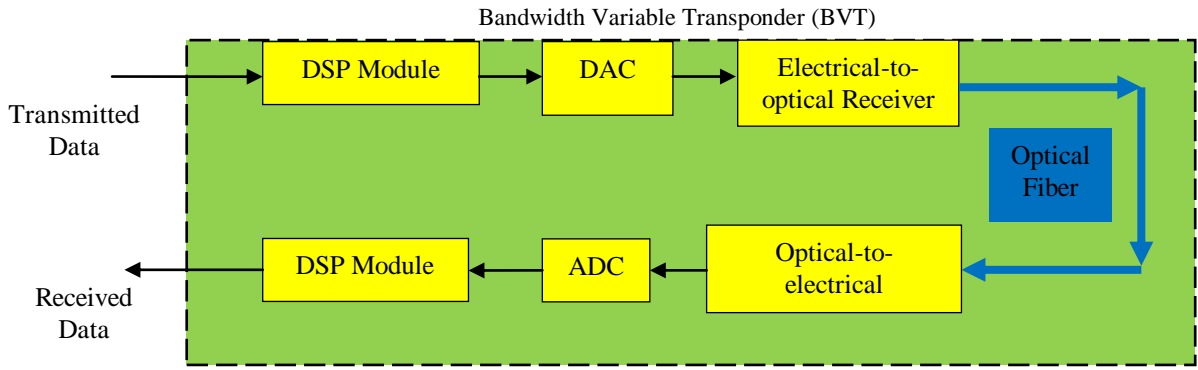 Bandwidth Variable Transponder (BVT)
Transmitted
Data
DSP Module
DAC
Electrical-to-
optical Receiver
Optical
Fiber
Optical-to-
electrical
ADC
DSP Module
Received
Data